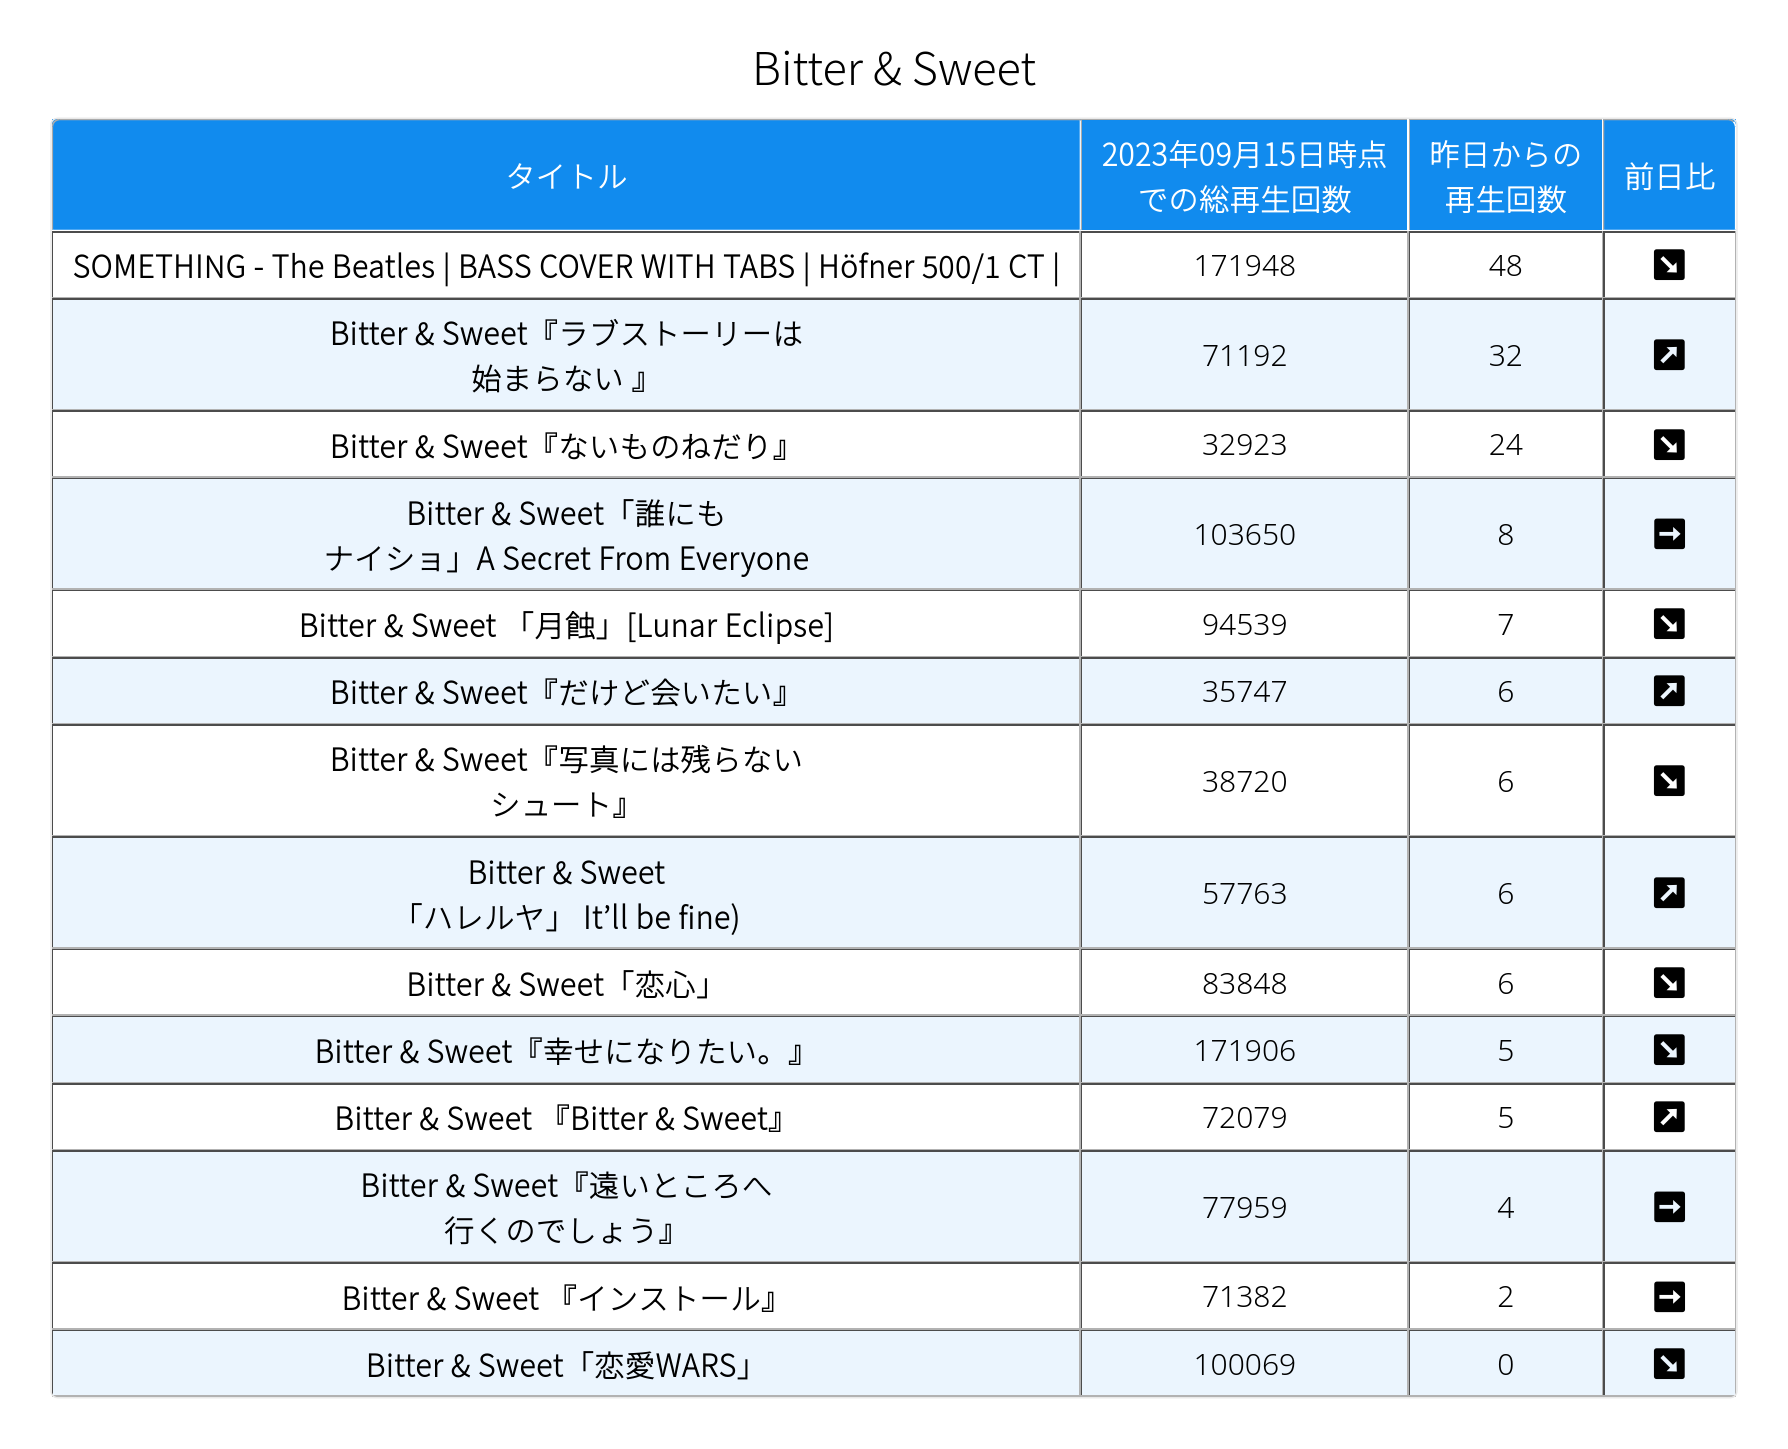 Bitter & Sweet
タイトル
2023年09月15日時点
での総再生回数
昨日からの
再生回数
前日比
SOMETHING - The Beatles | BASS COVER WITH TABS | Höfner 500/1 CT |
171948
48
Bitter & Sweet『ラブストーリーは
始まらない 』
71192
32
Bitter & Sweet『ないものねだり』
32923
24
Bitter & Sweet「誰にも
ナイショ」A Secret From Everyone
103650
8
Bitter & Sweet 「月蝕」[Lunar Eclipse]
94539
7
Bitter & Sweet『だけど会いたい』
35747
6
Bitter & Sweet『写真には残らない
シュート』
38720
6
Bitter & Sweet
「ハレルヤ」 It’ll be fine)
57763
6
Bitter & Sweet「恋心」
83848
6
Bitter & Sweet『幸せになりたい。』
171906
5
Bitter & Sweet 『Bitter & Sweet』
72079
5
Bitter & Sweet『遠いところへ
行くのでしょう』
77959
4
Bitter & Sweet 『インストール』
71382
2
Bitter & Sweet「恋愛WARS」
100069
0